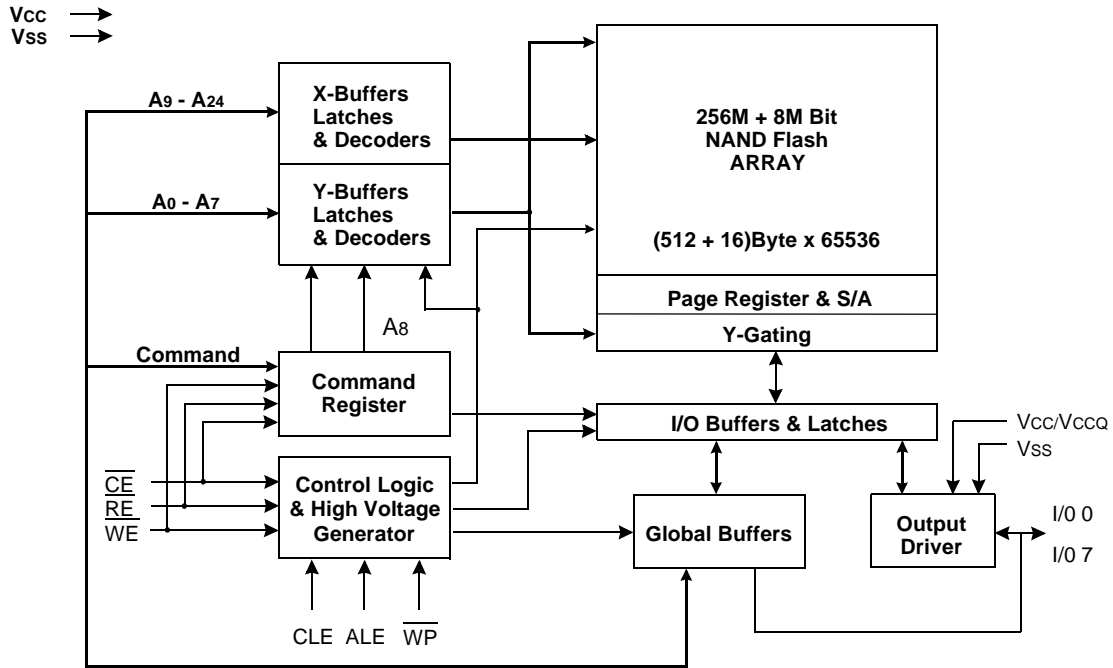 VCC
VSS
A9 - A24
X-Buffers
Latches
& Decoders
256M + 8M Bit
NAND Flash
ARRAY
A0 - A7
Y-Buffers
Latches
& Decoders
(512 + 16)Byte x 65536
Page Register & S/A
Y-Gating
A8
Command
Command
Register
I/O Buffers & Latches
VCC/VCCQ
VSS
CE
RE
WE
Control Logic
& High Voltage
Generator
Global Buffers
Output
Driver
I/0 0
I/0 7
CLE
ALE
WP